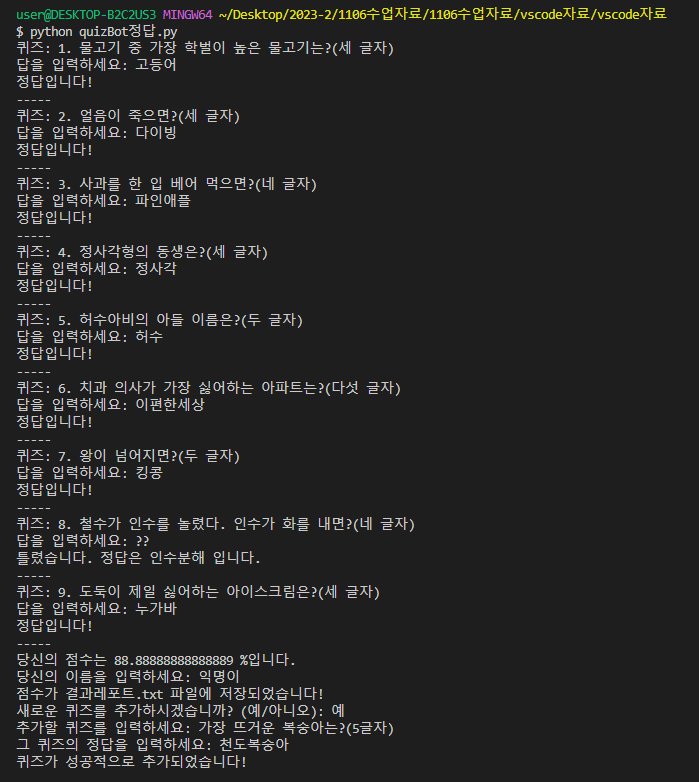 user@DESKTOP-B2C2US3 MINGW64 ~/Desktop/2023-2/1106수업자료/1106수업자료/vscode자료/vscode자료
$ python quizBot정답.py
퀴즈: 1. 물고기 중 가장 학벌이 높은 물고기는?(세 글자)
답을 입력하세요: 고등어
정답입니다!
-----
퀴즈: 2. 얼음이 죽으면?(세 글자)
답을 입력하세요: 다이빙
정답입니다!
-----
퀴즈: 3. 사과를 한 입 베어 먹으면?(네 글자)
답을 입력하세요: 파인애플
정답입니다!
-----
퀴즈: 4. 정사각형의 동생은?(세 글자)
답을 입력하세요: 정사각
정답입니다!
-----
퀴즈: 5. 허수아비의 아들 이름은?(두 글자)
답을 입력하세요: 허수
정답입니다!
-----
퀴즈: 6. 치과 의사가 가장 싫어하는 아파트는?(다섯 글자)
답을 입력하세요: 이편한세상
정답입니다!
-----
퀴즈: 7. 왕이 넘어지면?(두 글자)
답을 입력하세요: 킹콩
정답입니다!
-----
퀴즈: 8. 철수가 인수를 눌렀다. 인수가 화를 내면?(네 글자)
답을 입력하세요: ??
틀렸습니다. 정답은 인수분해 입니다.
-----
퀴즈: 9. 도둑이 제일 싫어하는 아이스크림은?(세 글자)
답을 입력하세요: 누가바
정답입니다!
-----
당신의 점수는 88.88888888888889 %입니다.
당신의 이름을 입력하세요: 익명이
점수가 결과레포트.txt 파일에 저장되었습니다!
새로운 퀴즈를 추가하시겠습니까? (예/아니오): 예
추가할 퀴즈를 입력하세요: 가장 뜨거운 복숭아는?(5글자)
그 퀴즈의 정답을 입력하세요: 천도복숭아
퀴즈가 성공적으로 추가되었습니다!